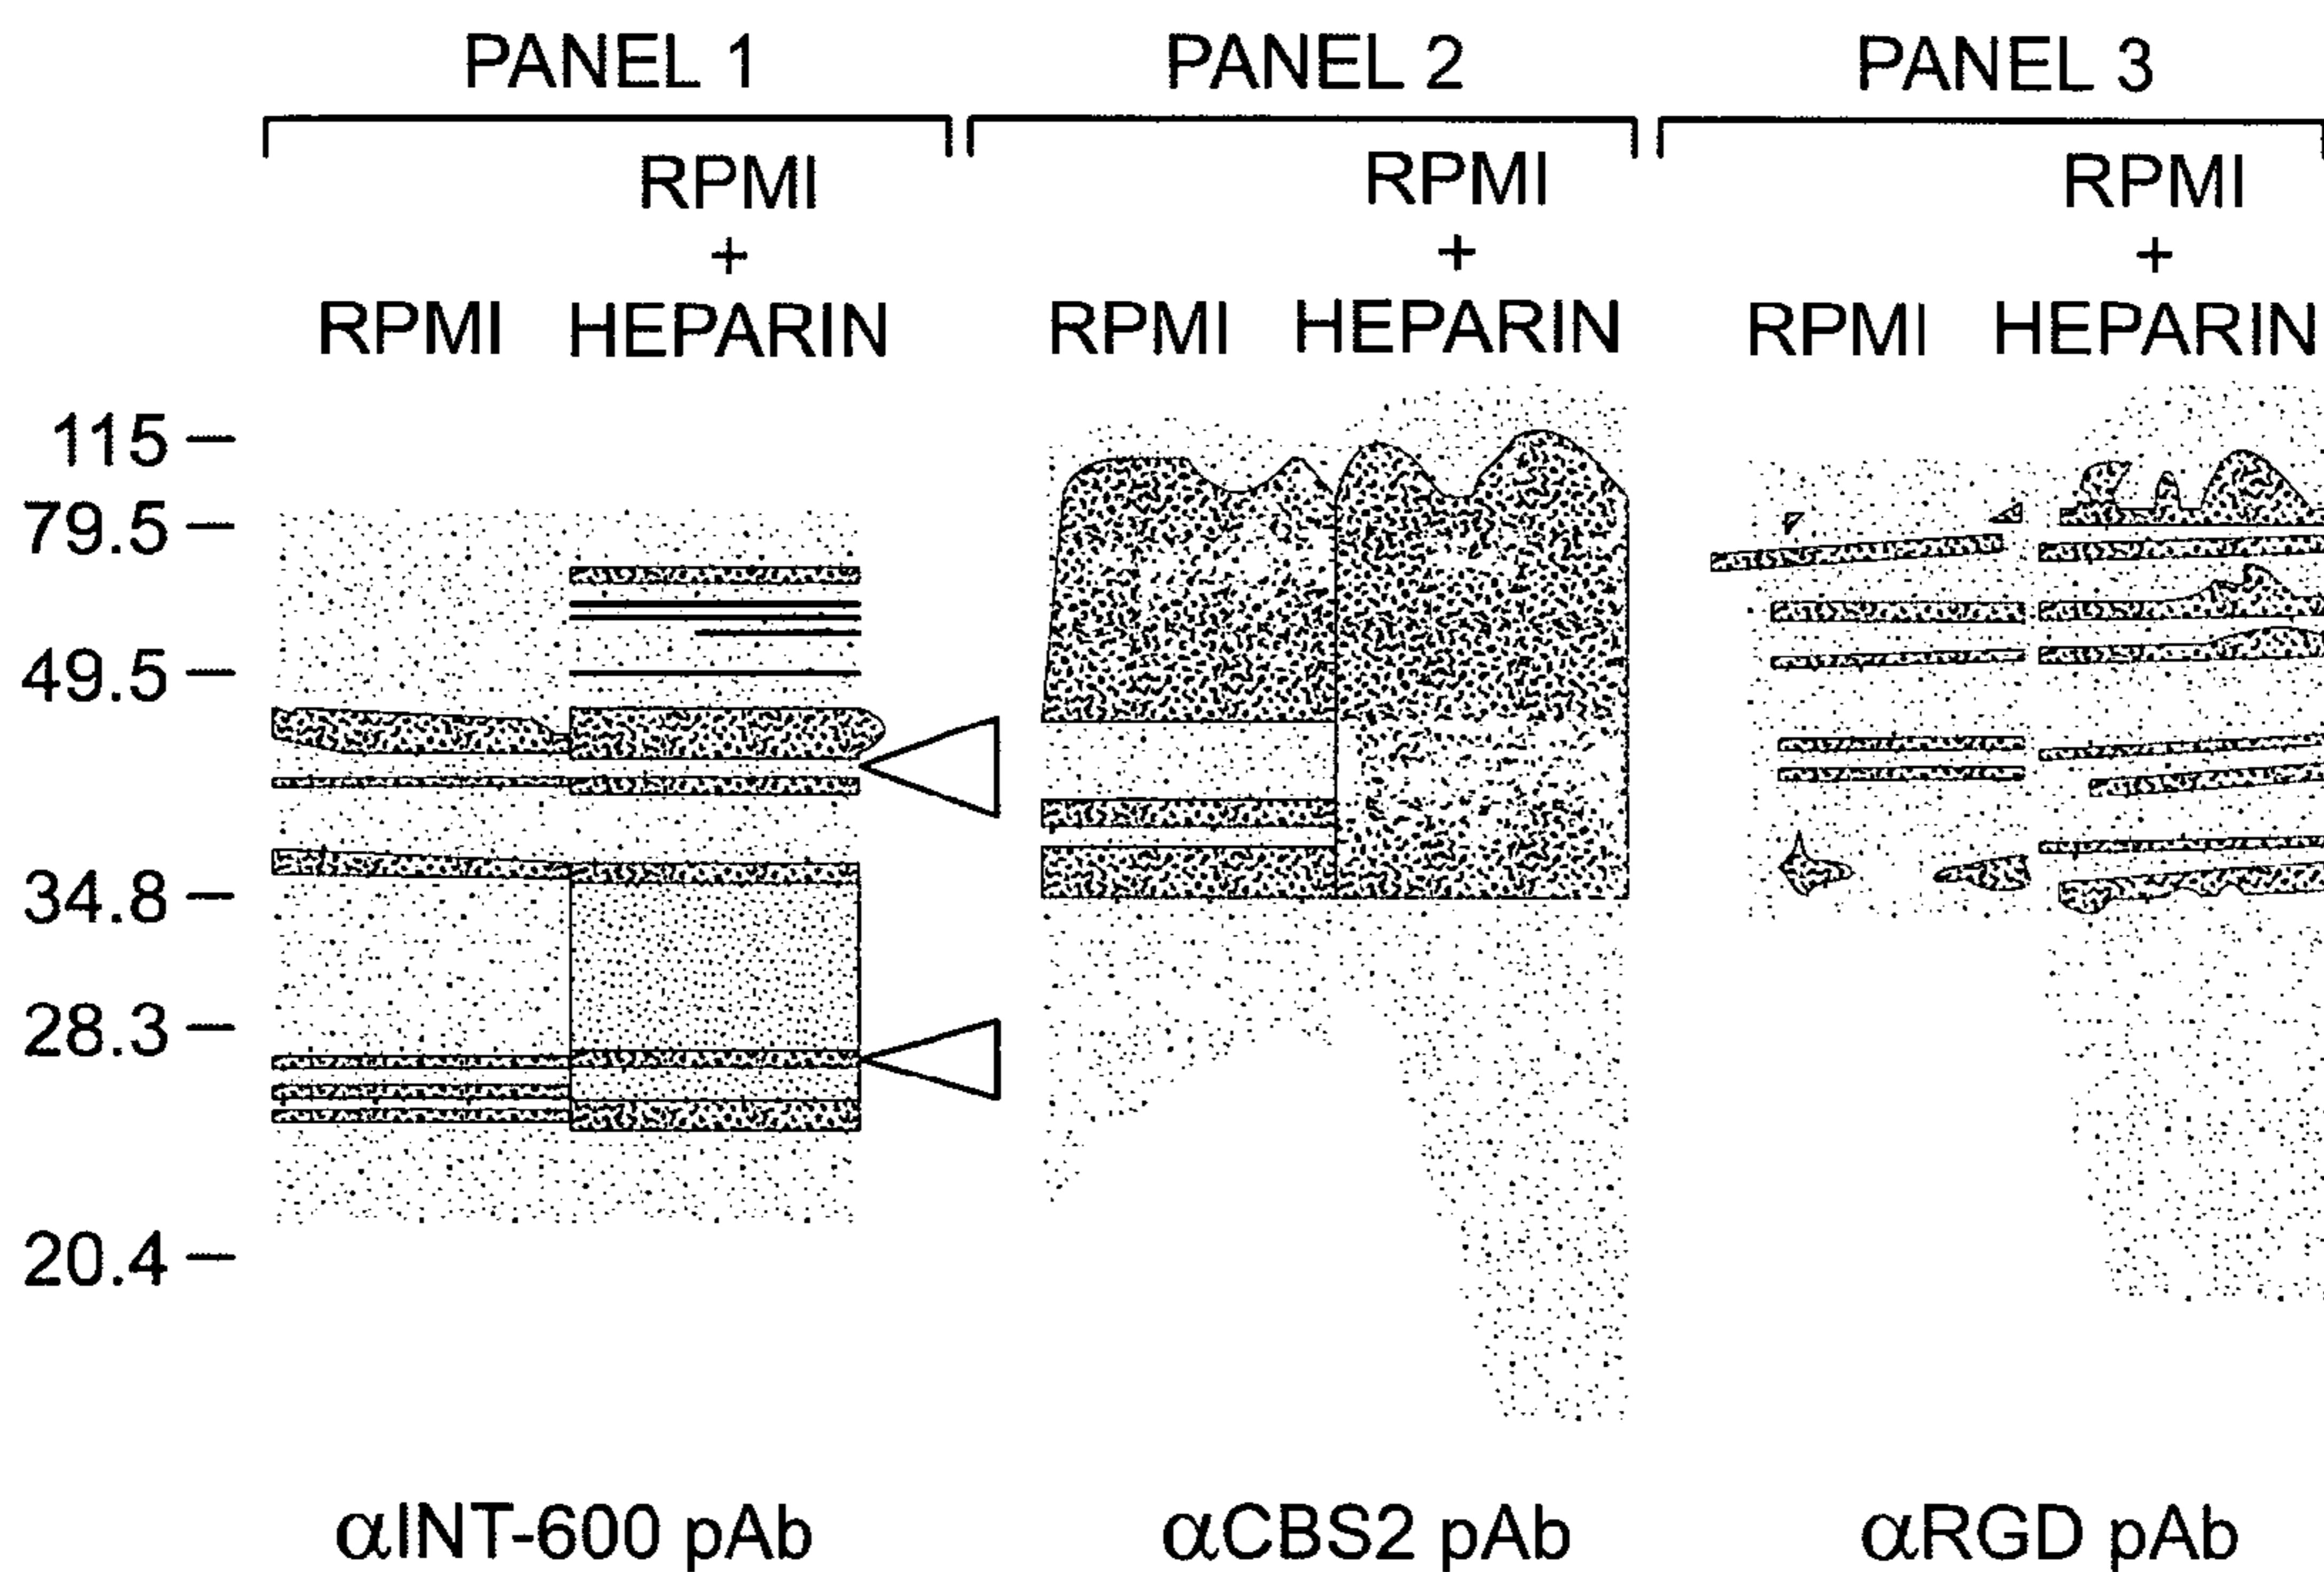 PANEL 1 PANEL 2 PANEL 3
RPMI RPMI RPMI
+ + +
RPMI HEPARIN RPMI HEPARIN RPMI HEPARIN
115
79.5
49.5
34.8
28.3
20.4
αINT-600 pAb αCBS2 pAb αRGD pAb